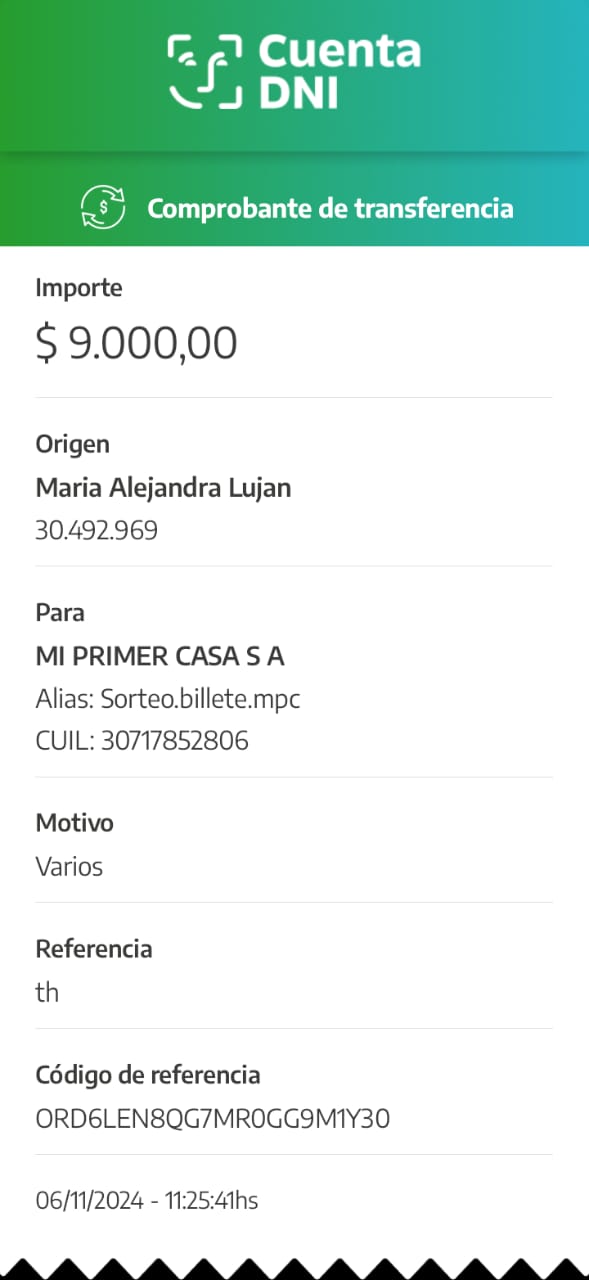 Cuenta
DNI
Comprobante de transferencia
Importe
$ 9.000,00
Origen
Maria Alejandra Lujan
30.492.969
Para
MI PRIMER CASA S A
Alias: Sorteo.billete.mpc
CUIL: 30717852806
Motivo
Varios
Referencia
th
Código de referencia
ORD6LEN8QG7MR0GG9M1Y30
06/11/2024 - 11:25:41hs